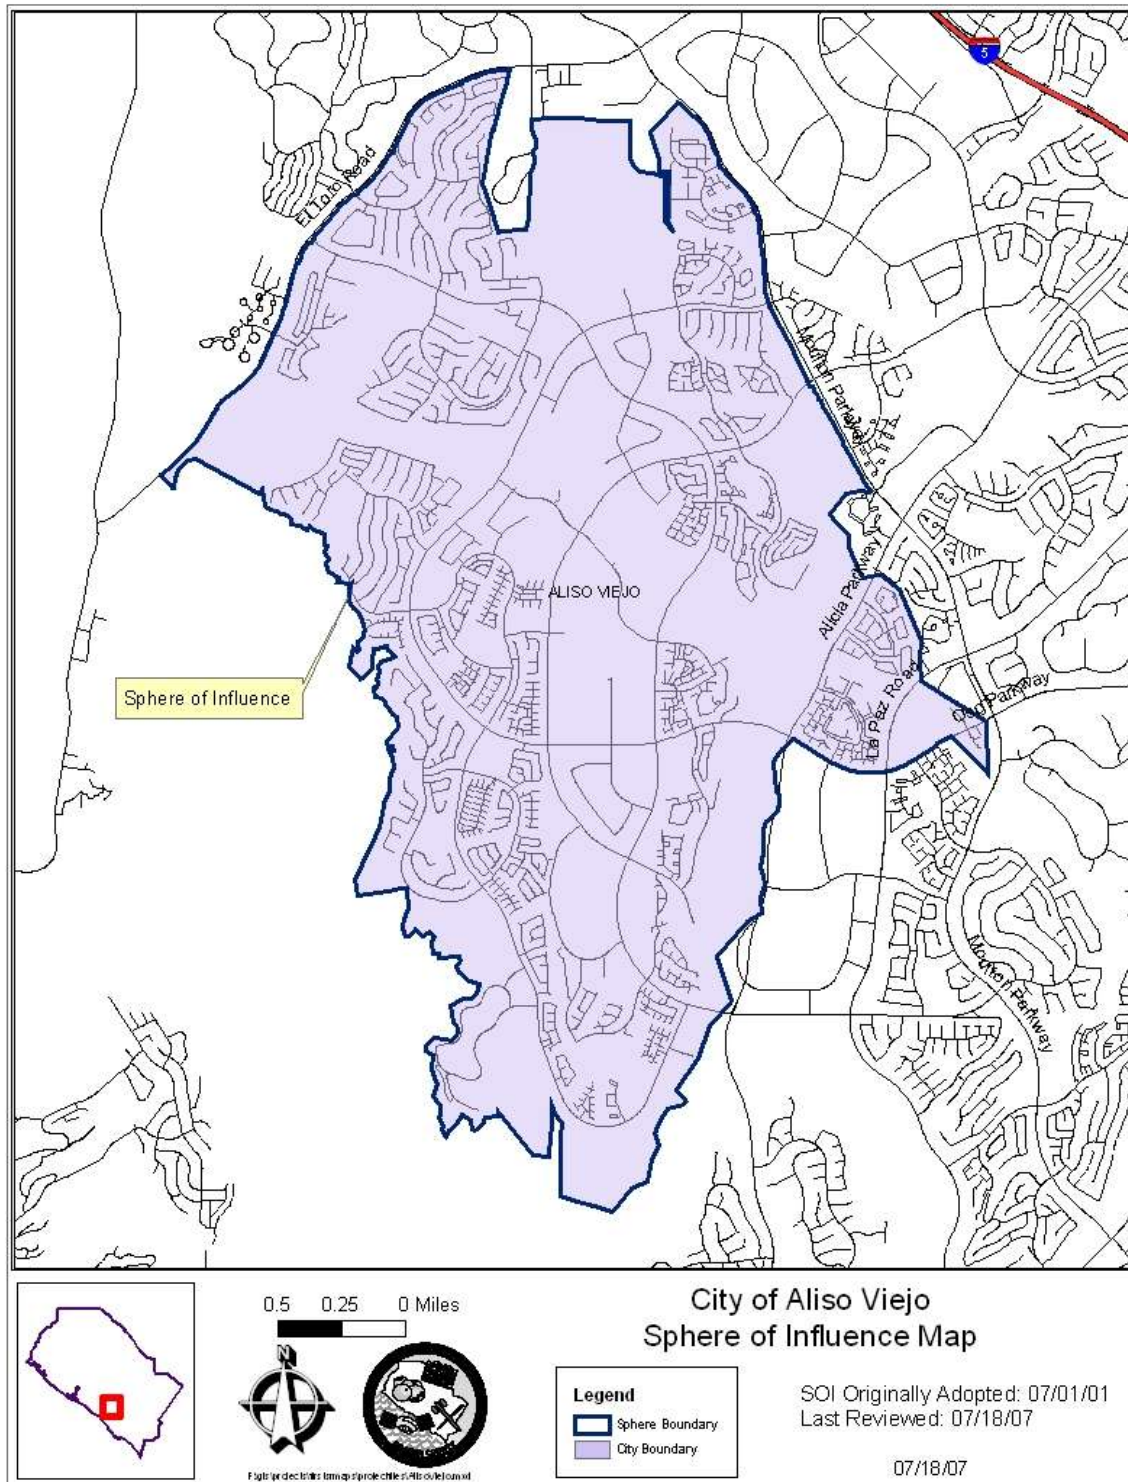 5
El Toro Road
Moulton Parkway
ALISO VIEJO
Alicia Parkway
Sphere of Influence
La Paz Road
Oso Parkway
Moulton Parkway
0.5 0.25 0 Miles
N
City of Aliso Viejo
Sphere of Influence Map
Legend
Sphere Boundary
City Boundary
SOI Originally Adopted: 07/01/01
Last Reviewed: 07/18/07
07/18/07